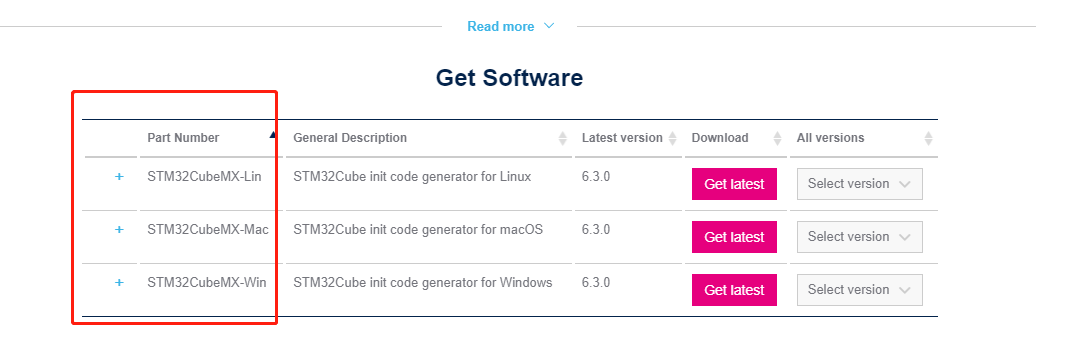 Read more
Get Software
Part Number General Description Latest version Download All versions
+ STM32CubeMX-Lin STM32Cube init code generator for Linux 6.3.0 Get latest Select version
+ STM32CubeMX-Mac STM32Cube init code generator for macOS 6.3.0 Get latest Select version
+ STM32CubeMX-Win STM32Cube init code generator for Windows 6.3.0 Get latest Select version